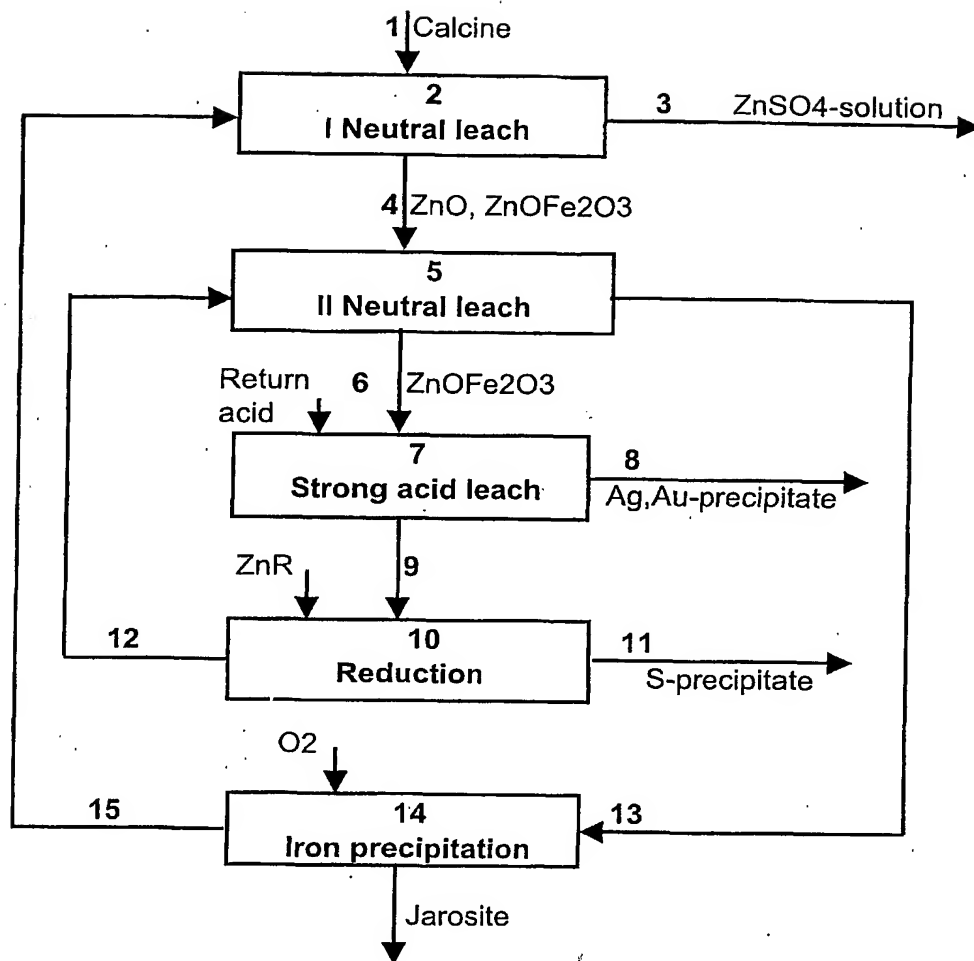 1 Calcine
2
I Neutral leach
3 ZnSO4-solution
4 ZnO, ZnOFe2O3
5
II Neutral leach
Return
acid
6 ZnOFe2O3
7
Strong acid leach
8
Ag,Au-precipitate
ZnR
9
10
Reduction
11
S-precipitate
12
O2
13
14
Iron precipitation
15
Jarosite